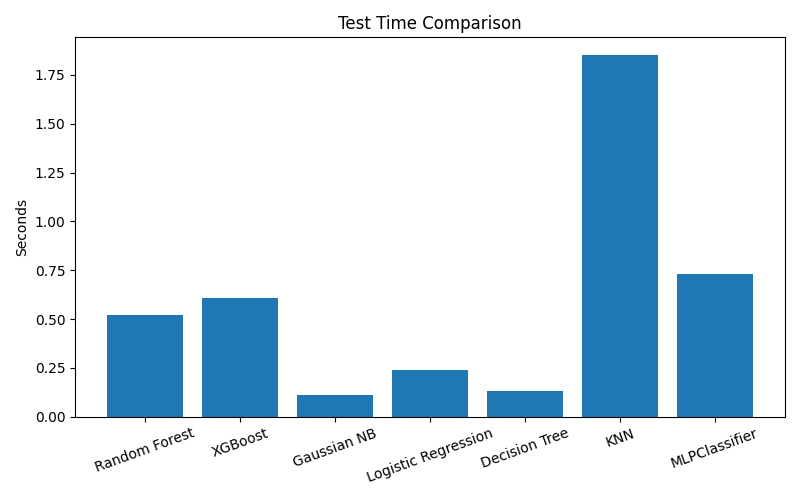 Test Time Comparison
Seconds
1.75
1.50
1.25
1.00
0.75
0.50
0.25
0.00
Random Forest
XGBoost
Gaussian NB
Logistic Regression
Decision Tree
KNN
MLPClassifier